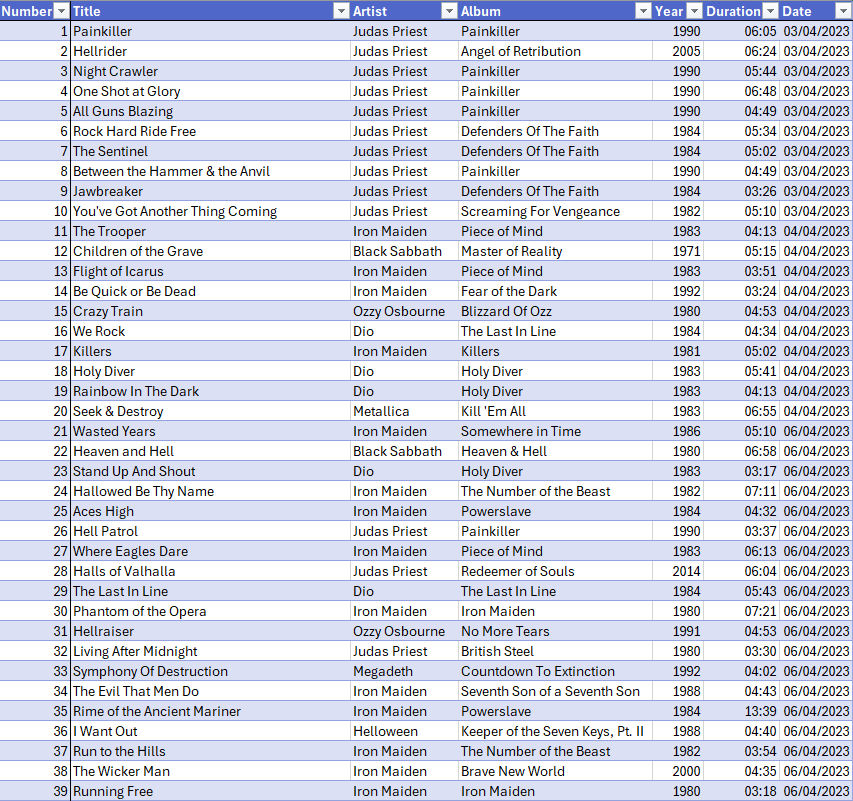 Number Title Artist Album Year Duration Date
1 Painkiller Judas Priest Painkiller 1990 06:05 03/04/2023
2 Hellrider Judas Priest Angel of Retribution 2005 06:24 03/04/2023
3 Night Crawler Judas Priest Painkiller 1990 05:44 03/04/2023
4 One Shot at Glory Judas Priest Painkiller 1990 06:48 03/04/2023
5 All Guns Blazing Judas Priest Painkiller 1990 04:49 03/04/2023
6 Rock Hard Ride Free Judas Priest Defenders Of The Faith 1984 05:34 03/04/2023
7 The Sentinel Judas Priest Defenders Of The Faith 1984 05:02 03/04/2023
8 Between the Hammer & the Anvil Judas Priest Painkiller 1990 04:49 03/04/2023
9 Jawbreaker Judas Priest Defenders Of The Faith 1984 03:26 03/04/2023
10 You've Got Another Thing Coming Judas Priest Screaming For Vengeance 1982 05:10 03/04/2023
11 The Trooper Iron Maiden Piece of Mind 1983 04:13 04/04/2023
12 Children of the Grave Black Sabbath Master of Reality 1971 05:15 04/04/2023
13 Flight of Icarus Iron Maiden Piece of Mind 1983 03:51 04/04/2023
14 Be Quick or Be Dead Iron Maiden Fear of the Dark 1992 03:24 04/04/2023
15 Crazy Train Ozzy Osbourne Blizzard Of Ozz 1980 04:53 04/04/2023
16 We Rock Dio The Last In Line 1984 04:34 04/04/2023
17 Killers Iron Maiden Killers 1981 05:02 04/04/2023
18 Holy Diver Dio Holy Diver 1983 05:41 04/04/2023
19 Rainbow In The Dark Dio Holy Diver 1983 04:13 04/04/2023
20 Seek & Destroy Metallica Kill 'Em All 1983 06:55 04/04/2023
21 Wasted Years Iron Maiden Somewhere in Time 1986 05:10 06/04/2023
22 Heaven and Hell Black Sabbath Heaven & Hell 1980 06:58 06/04/2023
23 Stand Up And Shout Dio Holy Diver 1983 03:17 06/04/2023
24 Hallowed Be Thy Name Iron Maiden The Number of the Beast 1982 07:11 06/04/2023
25 Aces High Iron Maiden Powerslave 1984 04:32 06/04/2023
26 Hell Patrol Judas Priest Painkiller 1990 03:37 06/04/2023
27 Where Eagles Dare Iron Maiden Piece of Mind 1983 06:13 06/04/2023
28 Halls of Valhalla Judas Priest Redeemer of Souls 2014 06:04 06/04/2023
29 The Last In Line Dio The Last In Line 1984 05:43 06/04/2023
30 Phantom of the Opera Iron Maiden Iron Maiden 1980 07:21 06/04/2023
31 Hellraiser Ozzy Osbourne No More Tears 1991 04:53 06/04/2023
32 Living After Midnight Judas Priest British Steel 1980 03:30 06/04/2023
33 Symphony Of Destruction Megadeth Countdown To Extinction 1992 04:02 06/04/2023
34 The Evil That Men Do Iron Maiden Seventh Son of a Seventh Son 1988 04:43 06/04/2023
35 Rime of the Ancient Mariner Iron Maiden Powerslave 1984 13:39 06/04/2023
36 I Want Out Helloween Keeper of the Seven Keys, Pt. II 1988 04:40 06/04/2023
37 Run to the Hills Iron Maiden The Number of the Beast 1982 03:54 06/04/2023
38 The Wicker Man Iron Maiden Brave New World 2000 04:35 06/04/2023
39 Running Free Iron Maiden Iron Maiden 1980 03:18 06/04/2023